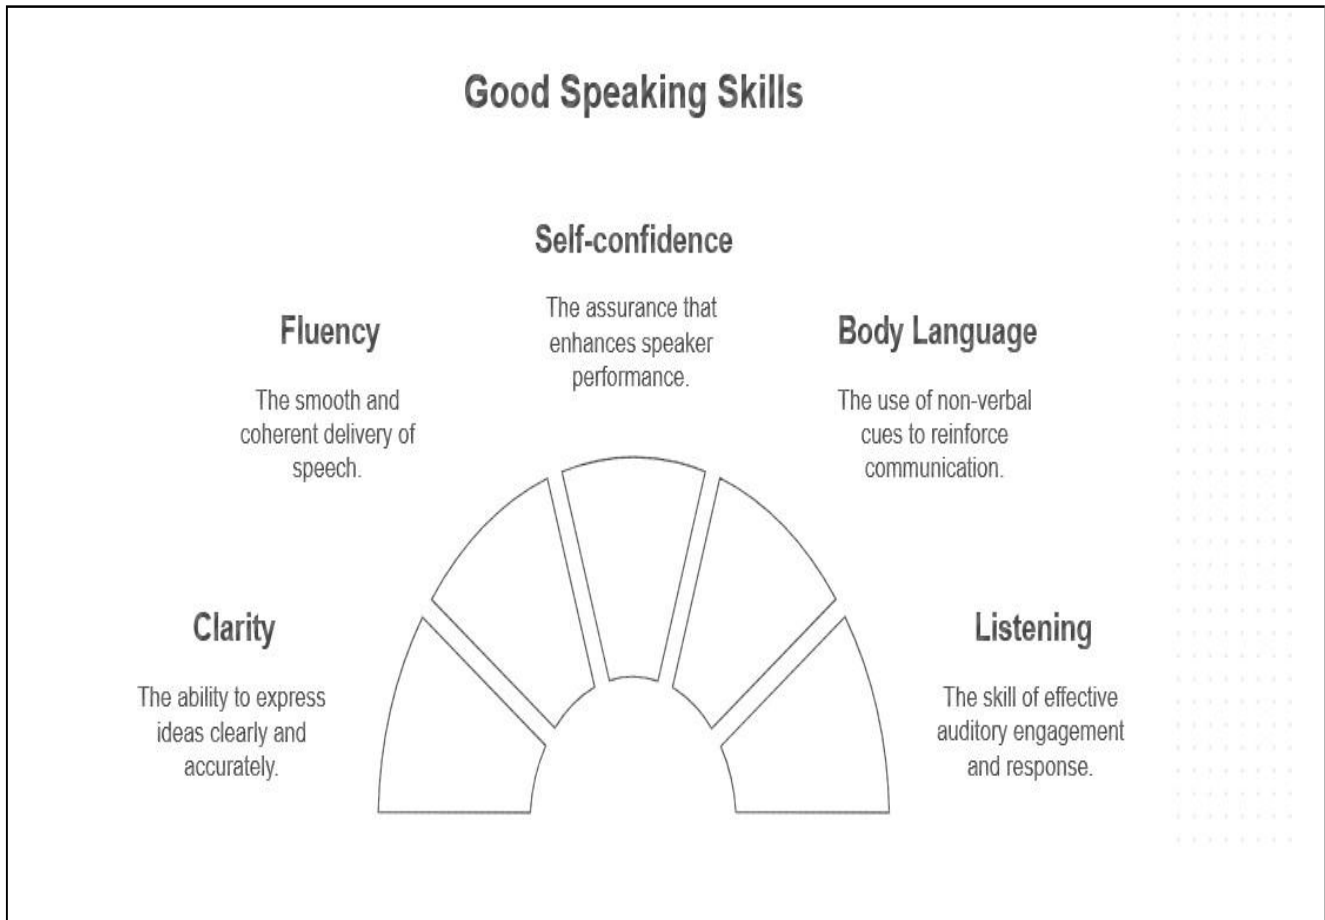 Good Speaking Skills
Self-confidence
The assurance that
enhances speaker
performance.
Fluency
The smooth and
coherent delivery of
speech.
Body Language
The use of non-verbal
cues to reinforce
communication.
Clarity
The ability to express
ideas clearly and
accurately.
Listening
The skill of effective
auditory engagement
and response.